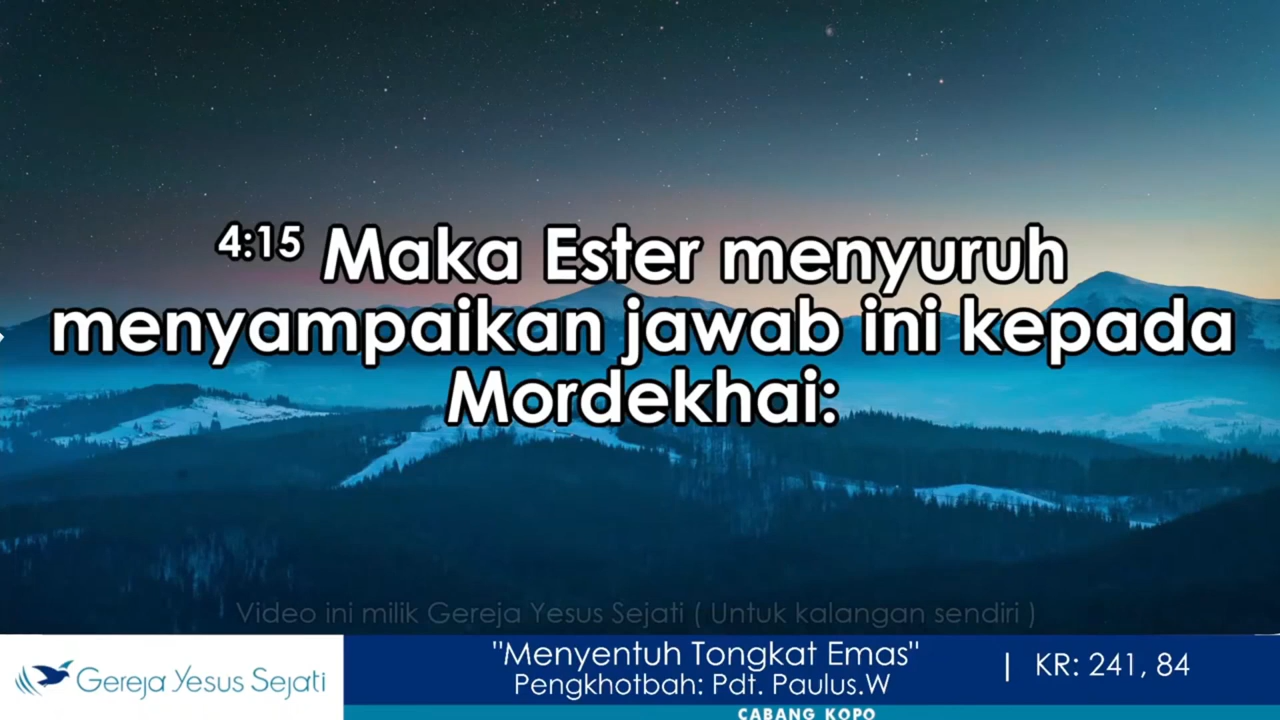 4:15 Maka Ester menyuruh
menyampaikan jawab ini kepada
Mordekhai:
Video ini milik Gereja Yesus Sejati ( Untuk kalangan sendiri )
Gereja Yesus Sejati
"Menyentuh Tongkat Emas"
Pengkhotbah: Pdt. Paulus.W
| KR: 241, 84
CABANG KOPO